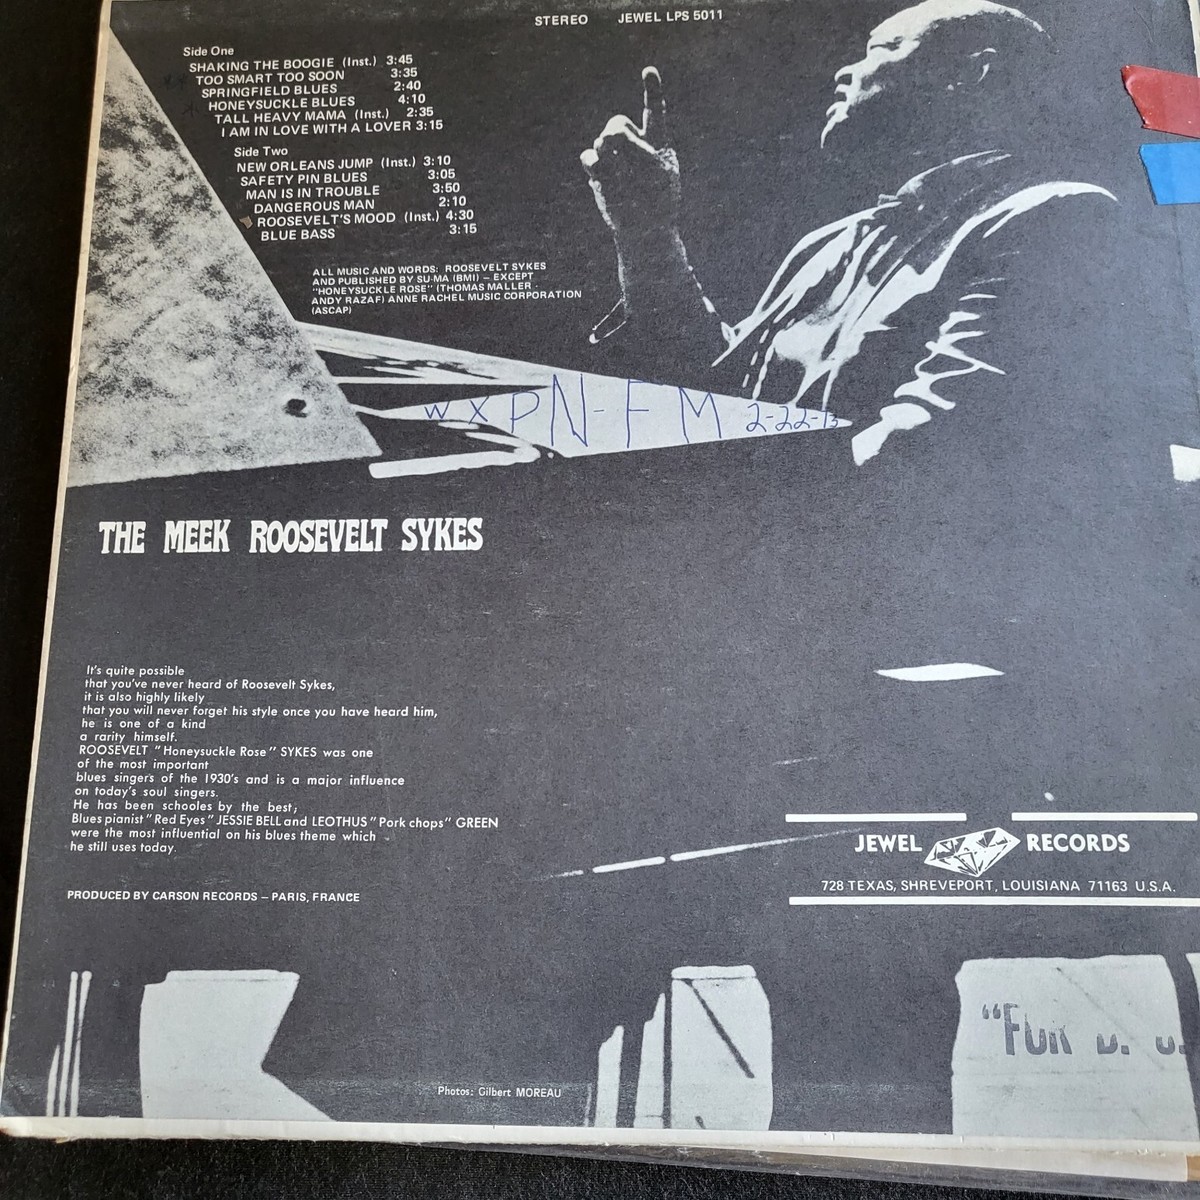 STEREO JEWEL LPS 5011
Side One
SHAKING THE BOOGIE (Inst.) 3:45
TOO SMART TOO SOON 3:35
SPRINGFIELD BLUES 2:40
HONEYSUCKLE BLUES 4:10
TALL HEAVY MAMA (Inst.) 2:35
I AM IN LOVE WITH A LOVER 3:15
Side Two
NEW ORLEANS JUMP (Inst.) 3:10
SAFETY PIN BLUES 3:05
MAN IS IN TROUBLE 3:50
DANGEROUS MAN 2:10
ROOSEVELT'S MOOD (Inst.) 4:30
BLUE BASS 3:15
ALL MUSIC AND WORDS: ROOSEVELT SYKES
AND PUBLISHED BY SU-MA (BMI) – EXCEPT
"HONEYSUCKLE ROSE" (THOMAS MALLER -
ANDY RAZAF) ANNE RACHEL MUSIC CORPORATION
(ASCAP)
WXPN-FM 2-22-73
THE MEEK ROOSEVELT SYKES
It's quite possible
that you've never heard of Roosevelt Sykes,
it is also highly likely
that you will never forget his style once you have heard him,
he is one of a kind
a rarity himself.
ROOSEVELT "Honeysuckle Rose" SYKES was one
of the most important
blues singers of the 1930's and is a major influence
on today's soul singers.
He has been schooles by the best;
Blues pianist "Red Eyes" JESSIE BELL and LEOTHUS "Pork chops" GREEN
were the most influential on his blues theme which
he still uses today.
PRODUCED BY CARSON RECORDS – PARIS, FRANCE
JEWEL RECORDS
728 TEXAS, SHREVEPORT, LOUISIANA 71163 U.S.A.
"FOR D. J.
Photos: Gilbert MOREAU